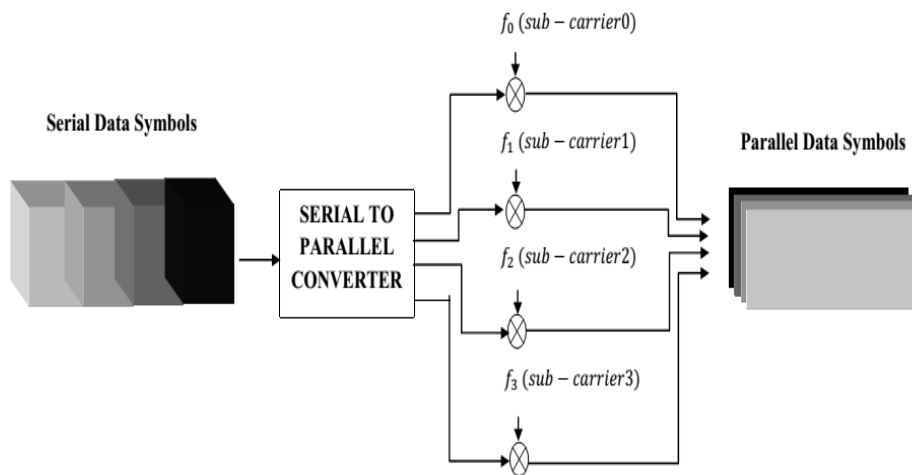 f₀ (sub − carrier0)
Serial Data Symbols
f₁ (sub − carrier1)
Parallel Data Symbols
SERIAL TO
PARALLEL
CONVERTER
f₂ (sub − carrier2)
f₃ (sub − carrier3)